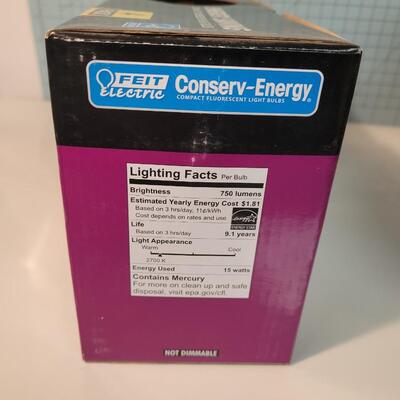 FEIT
Electric
Conserv-Energy®
COMPACT FLUORESCENT LIGHT BULBS
Lighting Facts Per Bulb
Brightness 750 lumens
Estimated Yearly Energy Cost $1.81
Based on 3 hrs/day, 11¢/kWh
Cost depends on rates and use
ENERGY STAR
Life
Based on 3 hrs/day 9.1 years
Light Appearance
Warm Cool
2700 K
Energy Used 15 watts
Contains Mercury
For more on clean up and safe
disposal, visit epa.gov/cfl.
NOT DIMMABLE